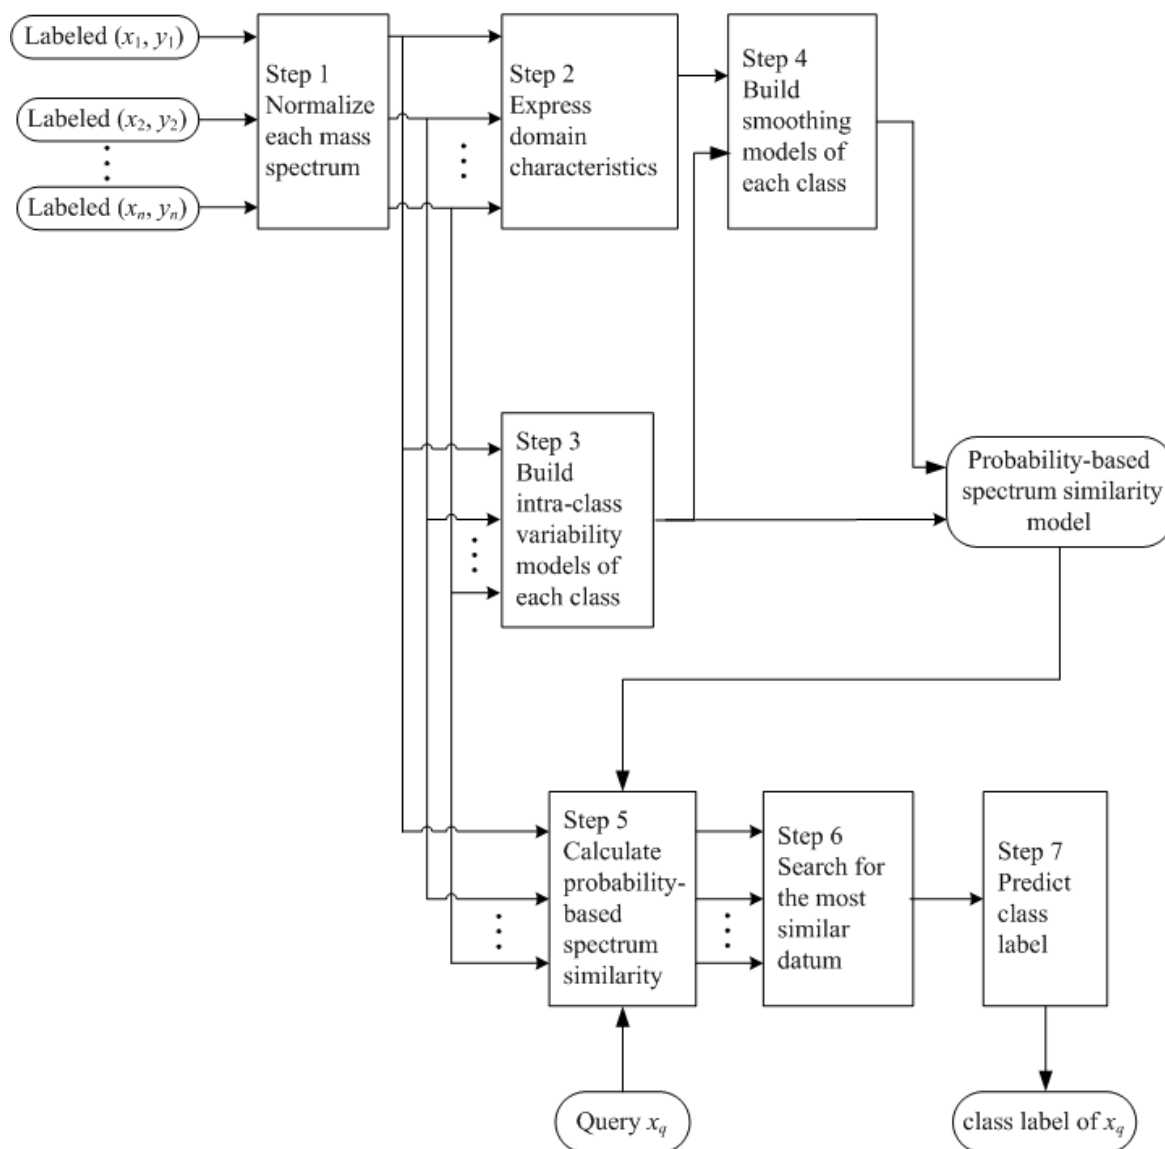 Labeled (x₁, y₁)
Labeled (x₂, y₂)
Labeled (xₙ, yₙ)
Step 1
Normalize
each mass
spectrum
Step 2
Express
domain
characteristics
Step 4
Build
smoothing
models of
each class
Step 3
Build
intra-class
variability
models of
each class
Probability-based
spectrum similarity
model
Step 5
Calculate
probability-
based
spectrum
similarity
Step 6
Search for
the most
similar
datum
Step 7
Predict
class
label
Query x_q
class label of x_q